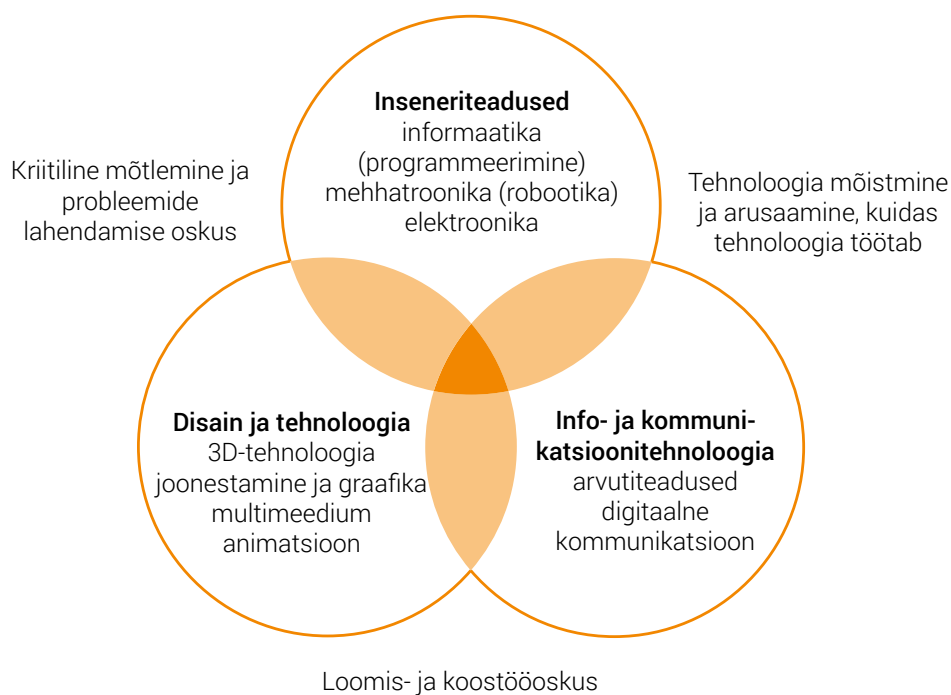 Inseneriteadused
informaatika
(programmeerimine)
mehhatroonika (robootika)
elektroonika
Kriitiline mõtlemine ja
probleemide
lahendamise oskus
Tehnoloogia mõistmine
ja arusaamine, kuidas
tehnoloogia töötab
Disain ja tehnoloogia
3D-tehnoloogia
joonestamine ja graafika
multimeedium
animatsioon
Info- ja kommuni-
katsioonitehnoloogia
arvutiteadused
digitaalne
kommunikatsioon
Loomis- ja koostööoskus